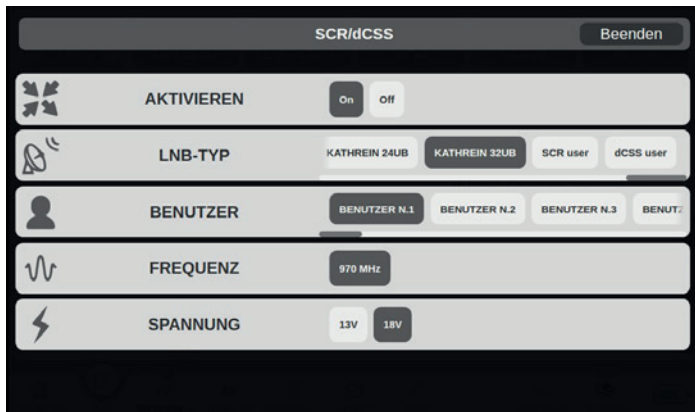 SCR/dCSS Beenden
AKTIVIEREN On Off
LNB-TYP KATHREIN 24UB KATHREIN 32UB SCR user dCSS user
BENUTZER BENUTZER N.1 BENUTZER N.2 BENUTZER N.3 BENUTZ
FREQUENZ 970 MHz
SPANNUNG 13V 18V